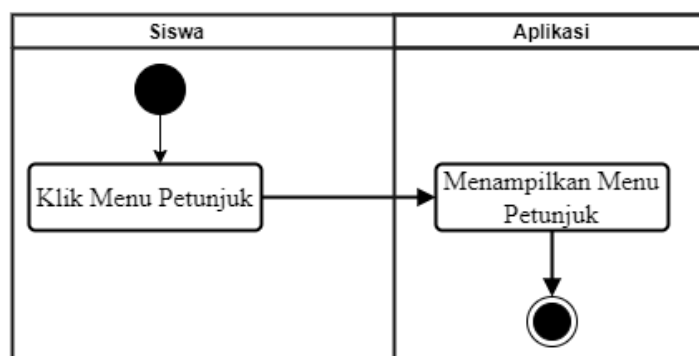 Siswa
Aplikasi
Klik Menu Petunjuk
Menampilkan Menu
Petunjuk